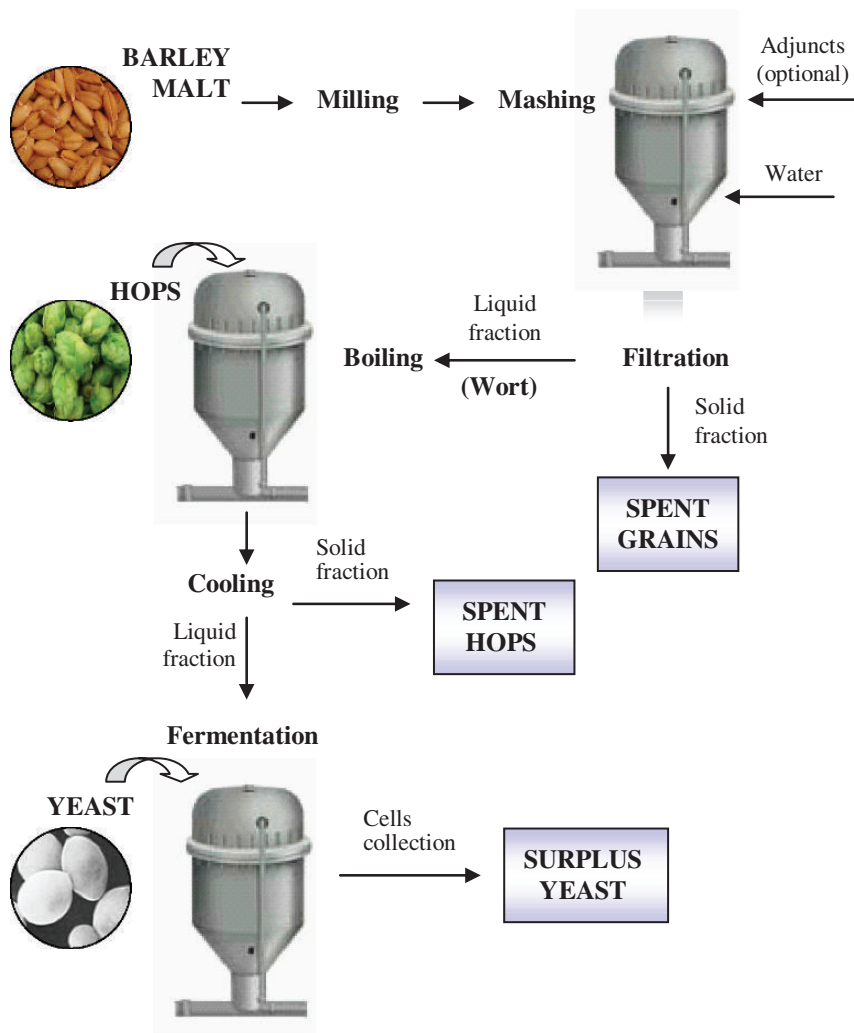 BARLEY
MALT
Milling
Mashing
Adjuncts
(optional)
Water
HOPS
Boiling
Liquid
fraction
(Wort)
Filtration
Solid
fraction
SPENT
GRAINS
Cooling
Solid
fraction
SPENT
HOPS
Liquid
fraction
Fermentation
YEAST
Cells
collection
SURPLUS
YEAST